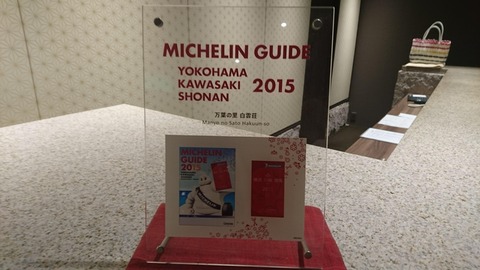 MICHELIN GUIDE
YOKOHAMA
KAWASAKI 2015
SHONAN
万葉の里 白雲荘
Manyo no Sato Hakuun-so
MICHELIN
GUIDE
2015